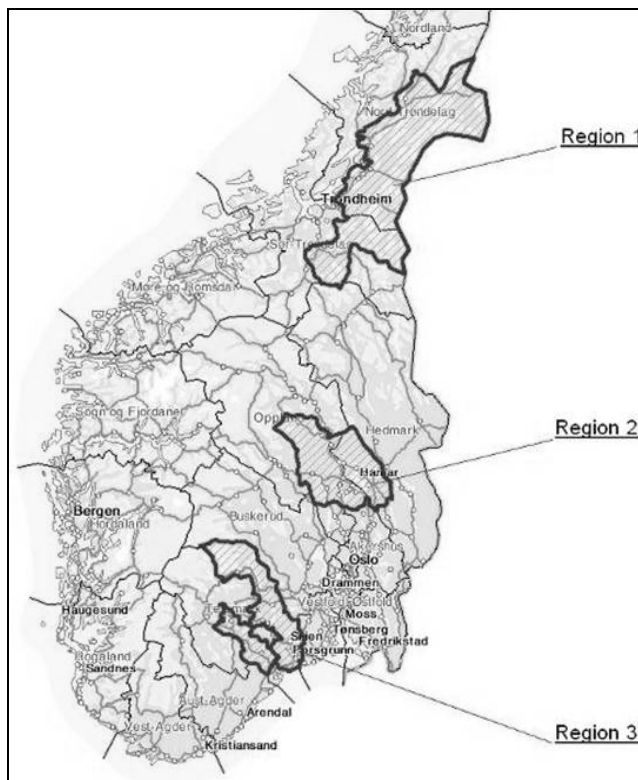 Nordland
Nord-Trøndelag
Region 1
Trondheim
Sør-Trøndelag
Møre og Romsdal
Sogn og Fjordane
Oppland
Hedmark
Region 2
Hamar
Bergen
Hordaland
Buskerud
Akershus
Oslo
Drammen
Vestfold
Østfold
Haugesund
Moss
Skien
Tønsberg
Porsgrunn
Fredrikstad
Rogaland
Sandnes
Aust-Agder
Arendal
Vest-Agder
Region 3
Kristiansand